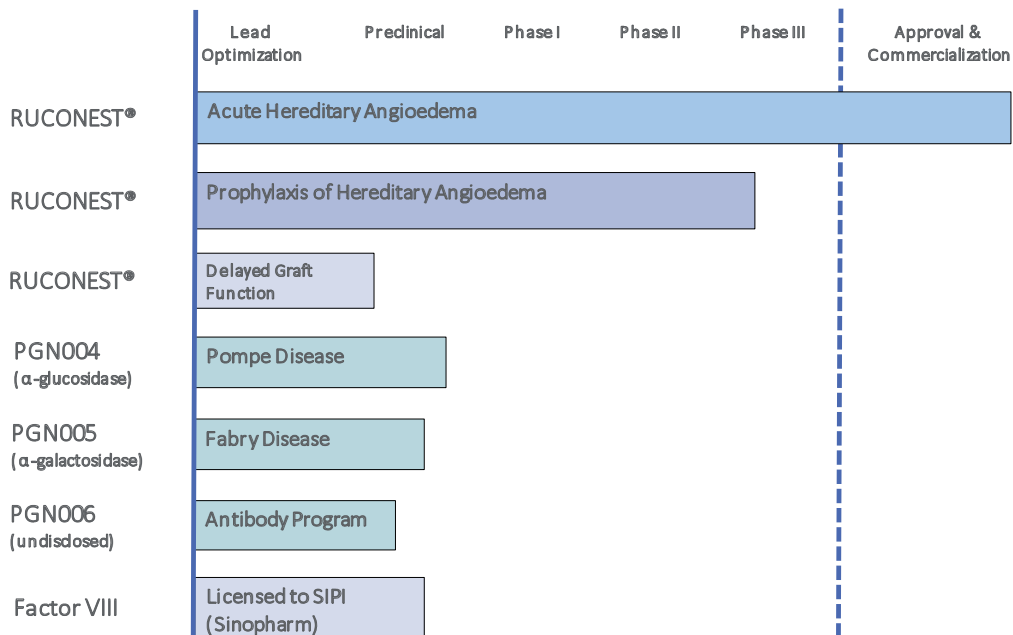 Lead
Optimization
Preclinical
Phase I
Phase II
Phase III
Approval &
Commercialization
RUCONEST®
Acute Hereditary Angioedema
RUCONEST®
Prophylaxis of Hereditary Angioedema
RUCONEST®
Delayed Graft
Function
PGN004
(α-glucosidase)
Pompe Disease
PGN005
(α-galactosidase)
Fabry Disease
PGN006
(undisclosed)
Antibody Program
Factor VIII
Licensed to SIPI
(Sinopharm)